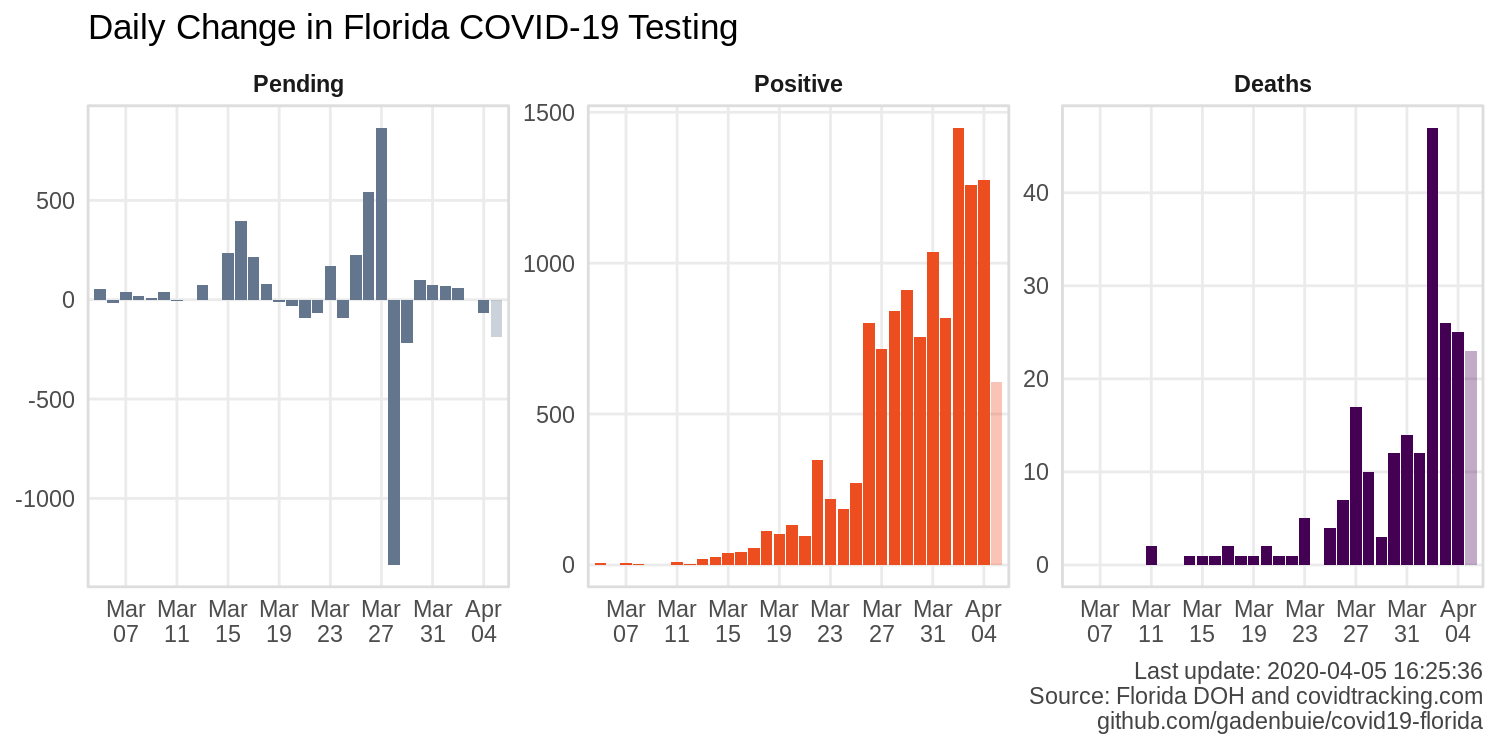 Daily Change in Florida COVID-19 Testing
Pending
500
0
-500
-1000
Mar 07
Mar 11
Mar 15
Mar 19
Mar 23
Mar 27
Mar 31
Apr 04
Positive
1500
1000
500
0
Mar 07
Mar 11
Mar 15
Mar 19
Mar 23
Mar 27
Mar 31
Apr 04
Deaths
40
30
20
10
0
Mar 07
Mar 11
Mar 15
Mar 19
Mar 23
Mar 27
Mar 31
Apr 04
Last update: 2020-04-05 16:25:36
Source: Florida DOH and covidtracking.com
github.com/gadenbuie/covid19-florida